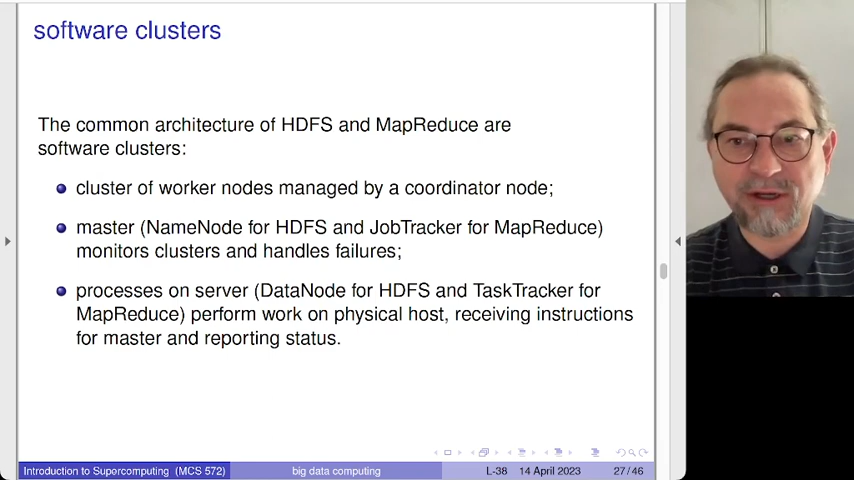 software clusters
The common architecture of HDFS and MapReduce are
software clusters:
cluster of worker nodes managed by a coordinator node;
master (NameNode for HDFS and JobTracker for MapReduce)
monitors clusters and handles failures;
processes on server (DataNode for HDFS and TaskTracker for
MapReduce) perform work on physical host, receiving instructions
for master and reporting status.
Introduction to Supercomputing (MCS 572) big data computing L-38 14 April 2023 27 / 46